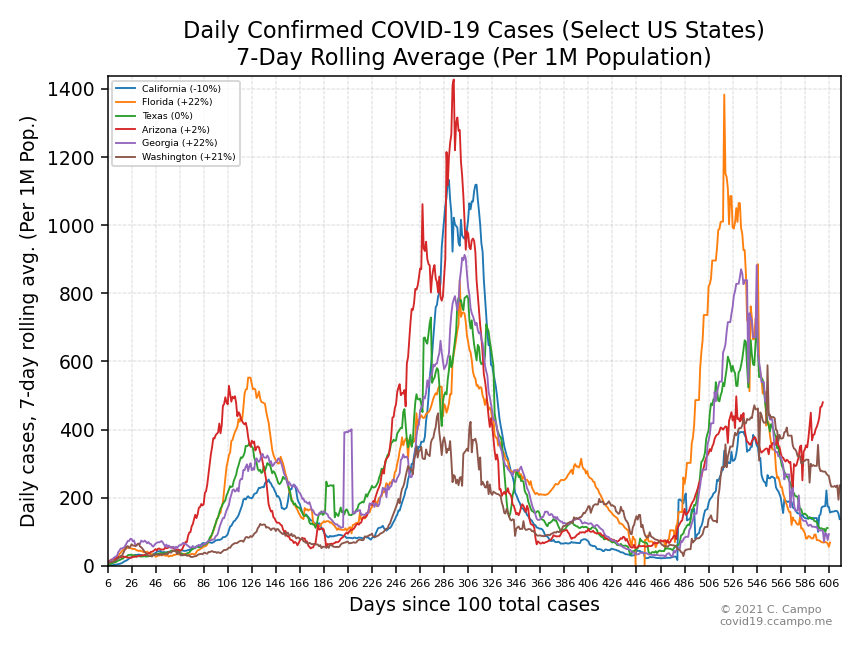 Daily Confirmed COVID-19 Cases (Select US States)
7-Day Rolling Average (Per 1M Population)
Daily cases, 7-day rolling avg. (Per 1M Pop.)
1400
1200
1000
800
600
400
200
0
California (-10%)
Florida (+22%)
Texas (0%)
Arizona (+2%)
Georgia (+22%)
Washington (+21%)
6 26 46 66 86 106 126 146 166 186 206 226 246 266 286 306 326 346 366 386 406 426 446 466 486 506 526 546 566 586 606
Days since 100 total cases
© 2021 C. Campo
covid19.ccampo.me